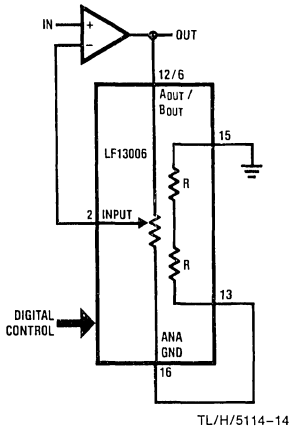 IN + OUT
−
12/6
AOUT /
BOUT
15
LF13006
R
2 INPUT
R
13
DIGITAL
CONTROL
ANA
GND
16
TL/H/5114–14